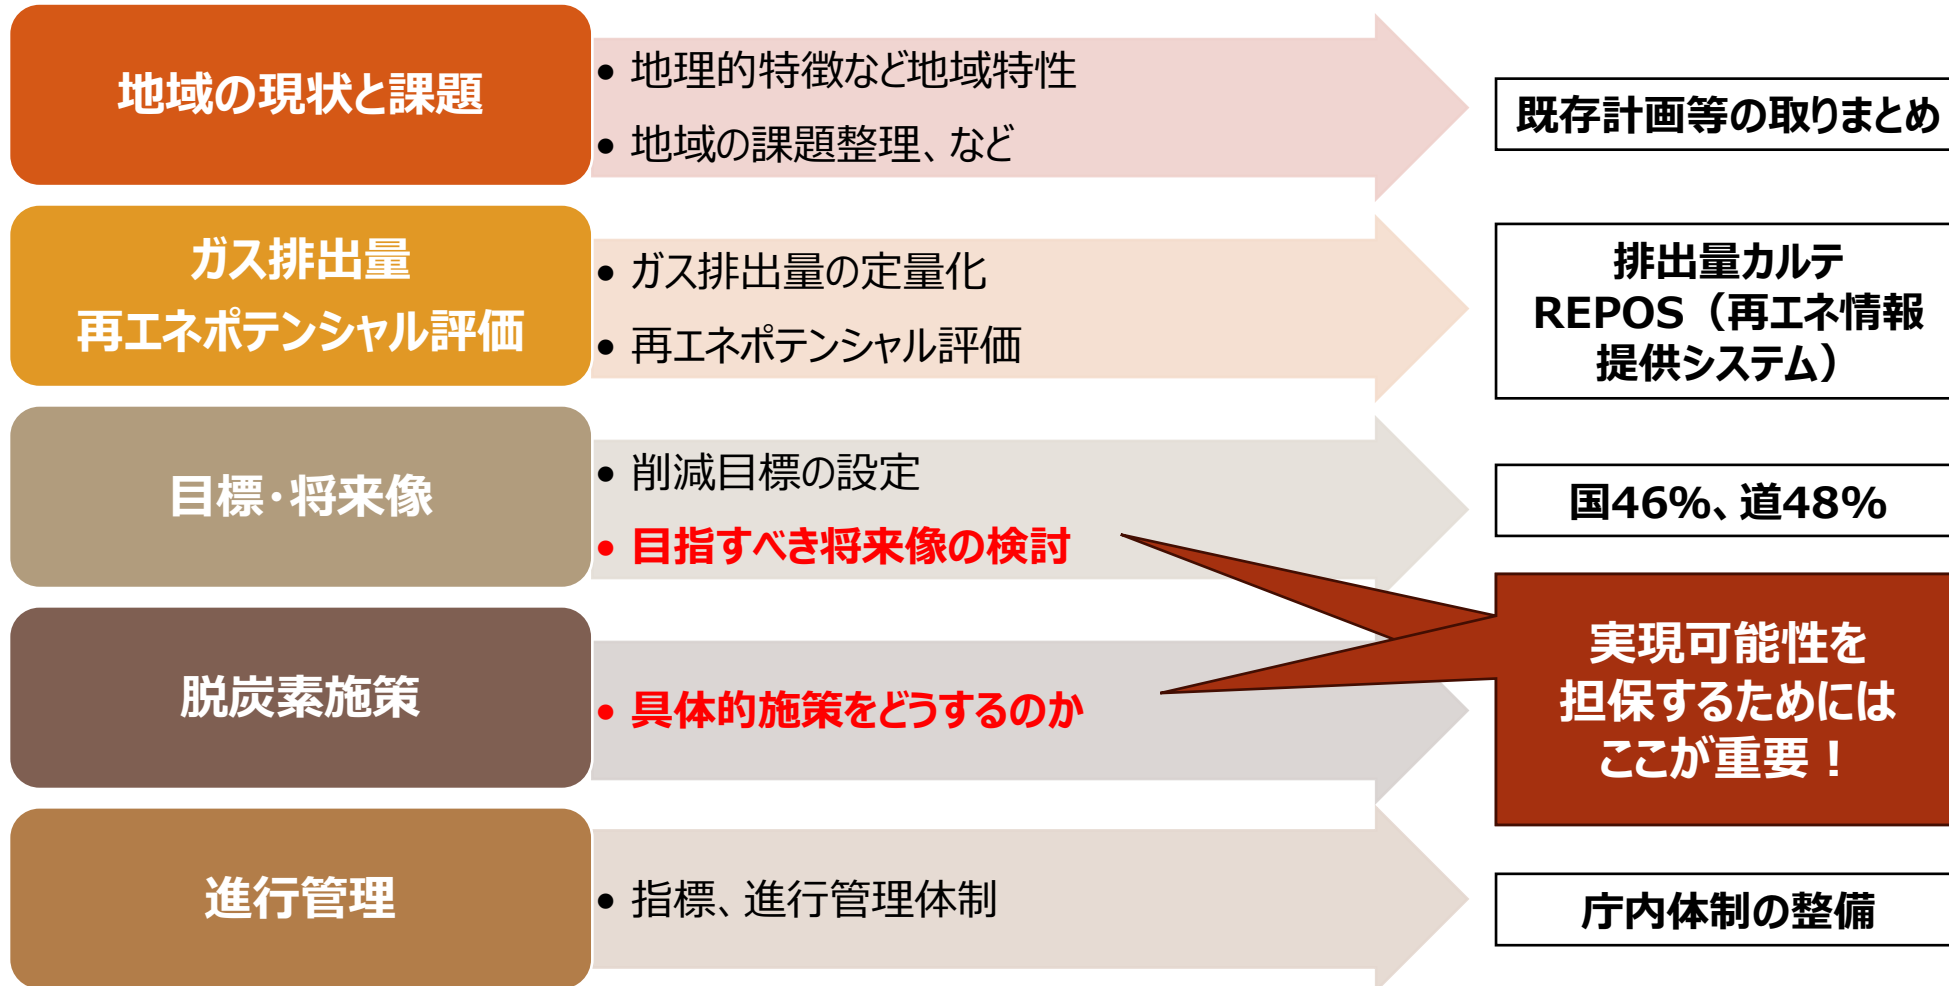 地域の現状と課題
• 地理的特徴など地域特性
• 地域の課題整理、など
既存計画等の取りまとめ
ガス排出量
再エネポテンシャル評価
• ガス排出量の定量化
• 再エネポテンシャル評価
排出量カルテ
REPOS（再エネ情報
提供システム）
目標・将来像
• 削減目標の設定
• 目指すべき将来像の検討
国46%、道48%
脱炭素施策
• 具体的施策をどうするのか
実現可能性を
担保するためには
ここが重要！
進行管理
• 指標、進行管理体制
庁内体制の整備